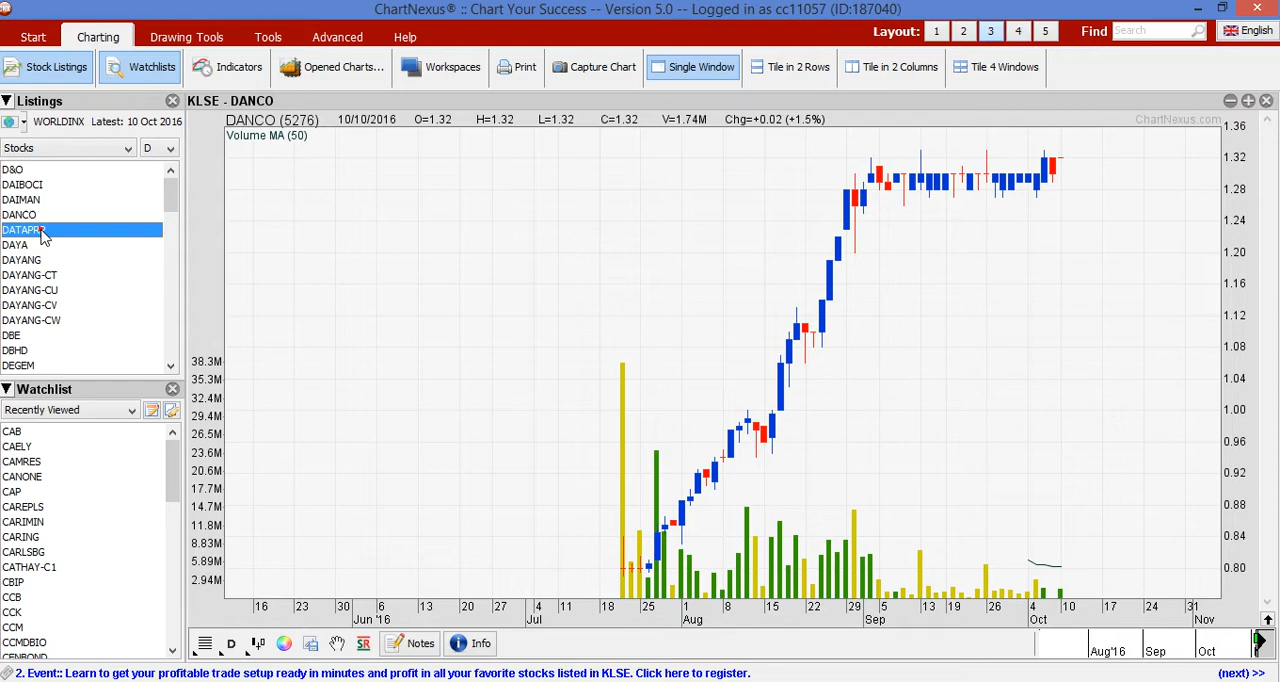 ChartNexus® :: Chart Your Success -- Version 5.0 -- Logged in as cc11057 (ID:187040)
Start Charting Drawing Tools Tools Advanced Help Layout: 1 2 3 4 5 Find Search English
Stock Listings Watchlists Indicators Opened Charts... Workspaces Print Capture Chart Single Window Tile in 2 Rows Tile in 2 Columns Tile 4 Windows
Listings
WORLDINX Latest: 10 Oct 2016
Stocks D
D&O
DAIBOCI
DAIMAN
DANCO
DATAPRP
DAYA
DAYANG
DAYANG-CT
DAYANG-CU
DAYANG-CV
DAYANG-CW
DBE
DBHD
DEGEM
Watchlist
Recently Viewed
CAB
CAELY
CAMRES
CANONE
CAP
CAREPLS
CARIMIN
CARING
CARLSBG
CATHAY-C1
CBIP
CCB
CCK
CCM
CCMDBIO
CENBOND
KLSE - DANCO
DANCO (5276) 10/10/2016 O=1.32 H=1.32 L=1.32 C=1.32 V=1.74M Chg=+0.02 (+1.5%) ChartNexus.com
Volume MA (50)
1.36
1.32
1.28
1.24
1.20
1.16
1.12
1.08
1.04
1.00
0.96
0.92
0.88
0.84
0.80
38.3M
35.3M
32.4M
29.4M
26.5M
23.6M
20.6M
17.7M
14.7M
11.8M
8.83M
5.89M
2.94M
16 23 30 6 13 20 27 4 11 18 25 1 8 15 22 29 5 13 19 26 4 10 17 24 31
Jun '16 Jul Aug Sep Oct Nov
D SR Notes Info Aug'16 Sep Oct
2. Event:: Learn to get your profitable trade setup ready in minutes and profit in all your favorite stocks listed in KLSE. Click here to register. (next) >>